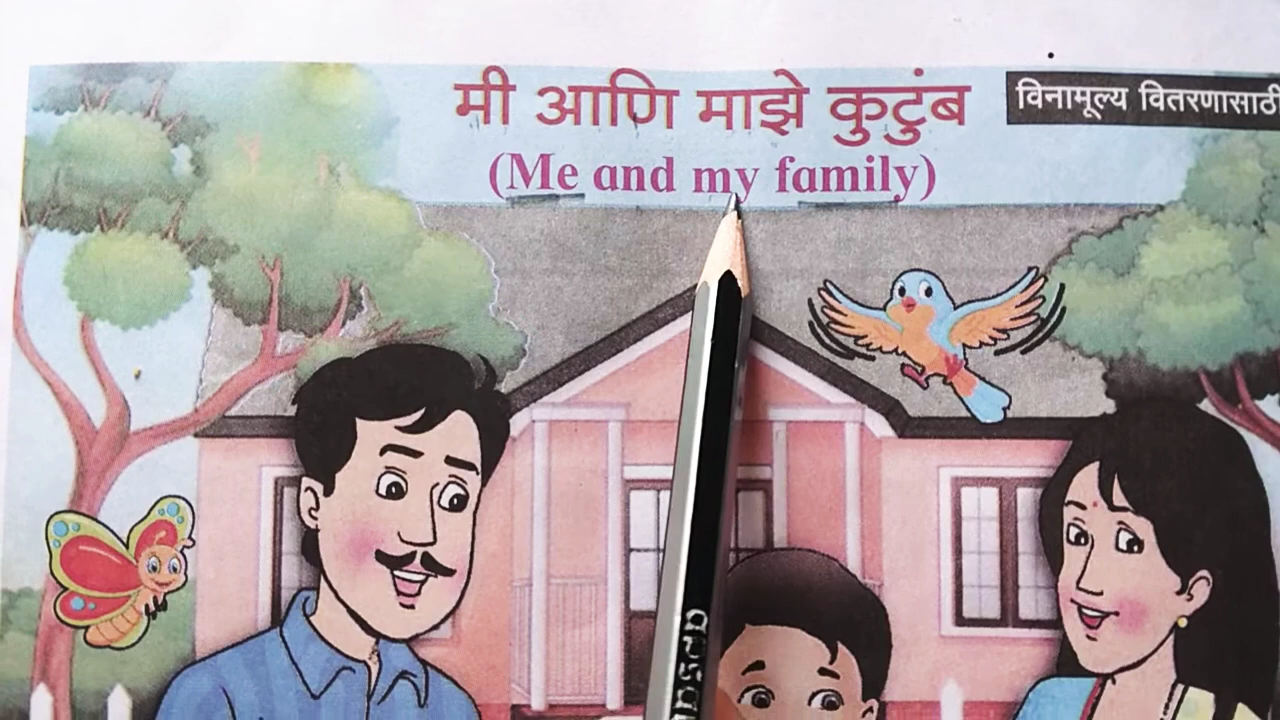 मी आणि माझे कुटुंब
विनामूल्य वितरणासाठी
(Me and my family)